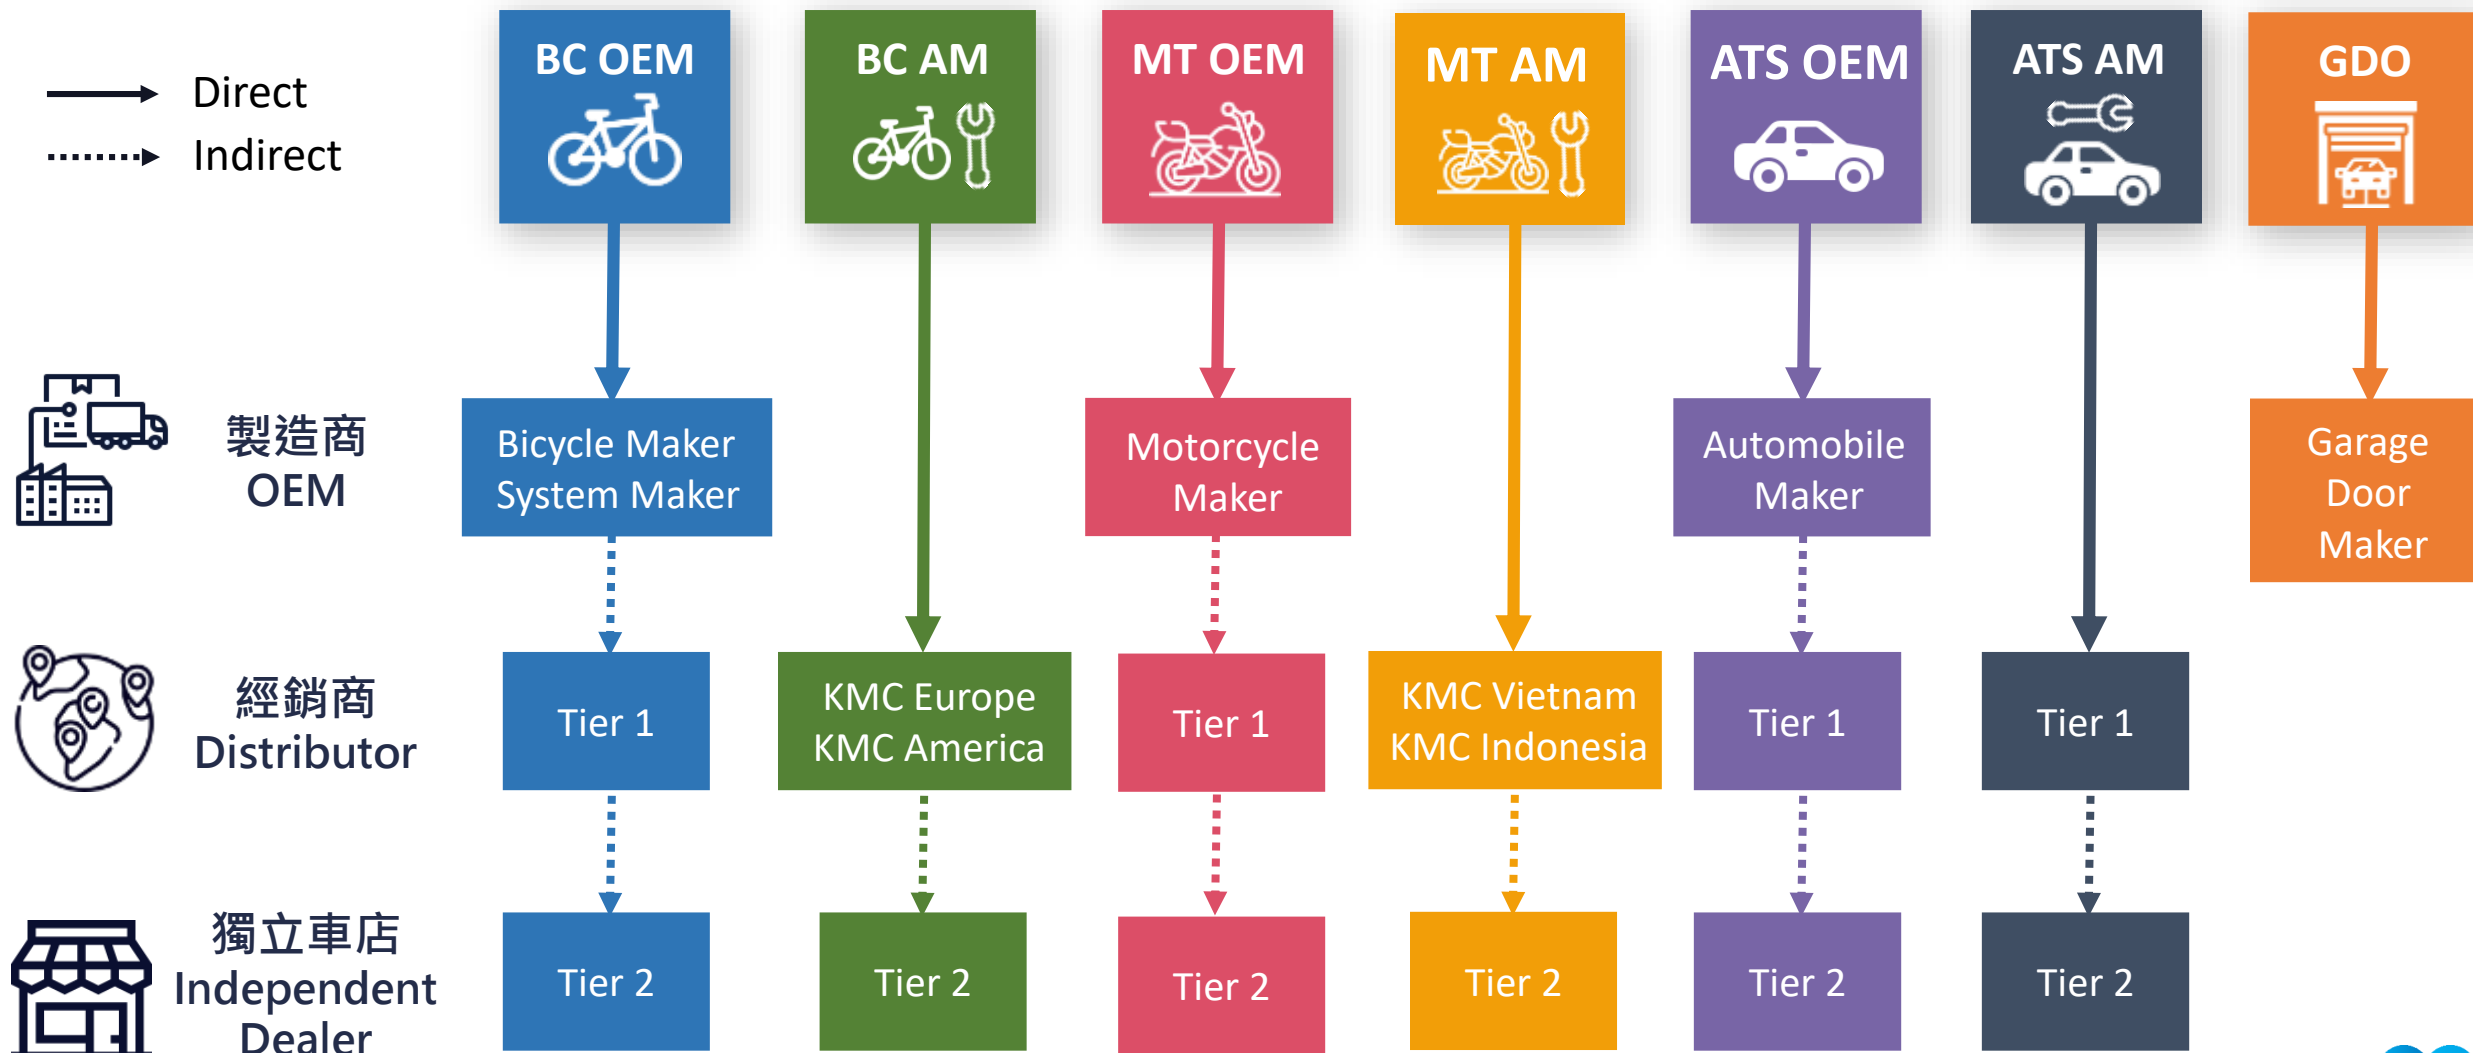 Direct
Indirect
BC OEM
BC AM
MT OEM
MT AM
ATS OEM
ATS AM
GDO
製造商
OEM
Bicycle Maker
System Maker
Motorcycle
Maker
Automobile
Maker
Garage
Door
Maker
經銷商
Distributor
Tier 1
KMC Europe
KMC America
Tier 1
KMC Vietnam
KMC Indonesia
Tier 1
Tier 1
獨立車店
Independent
Dealer
Tier 2
Tier 2
Tier 2
Tier 2
Tier 2
Tier 2